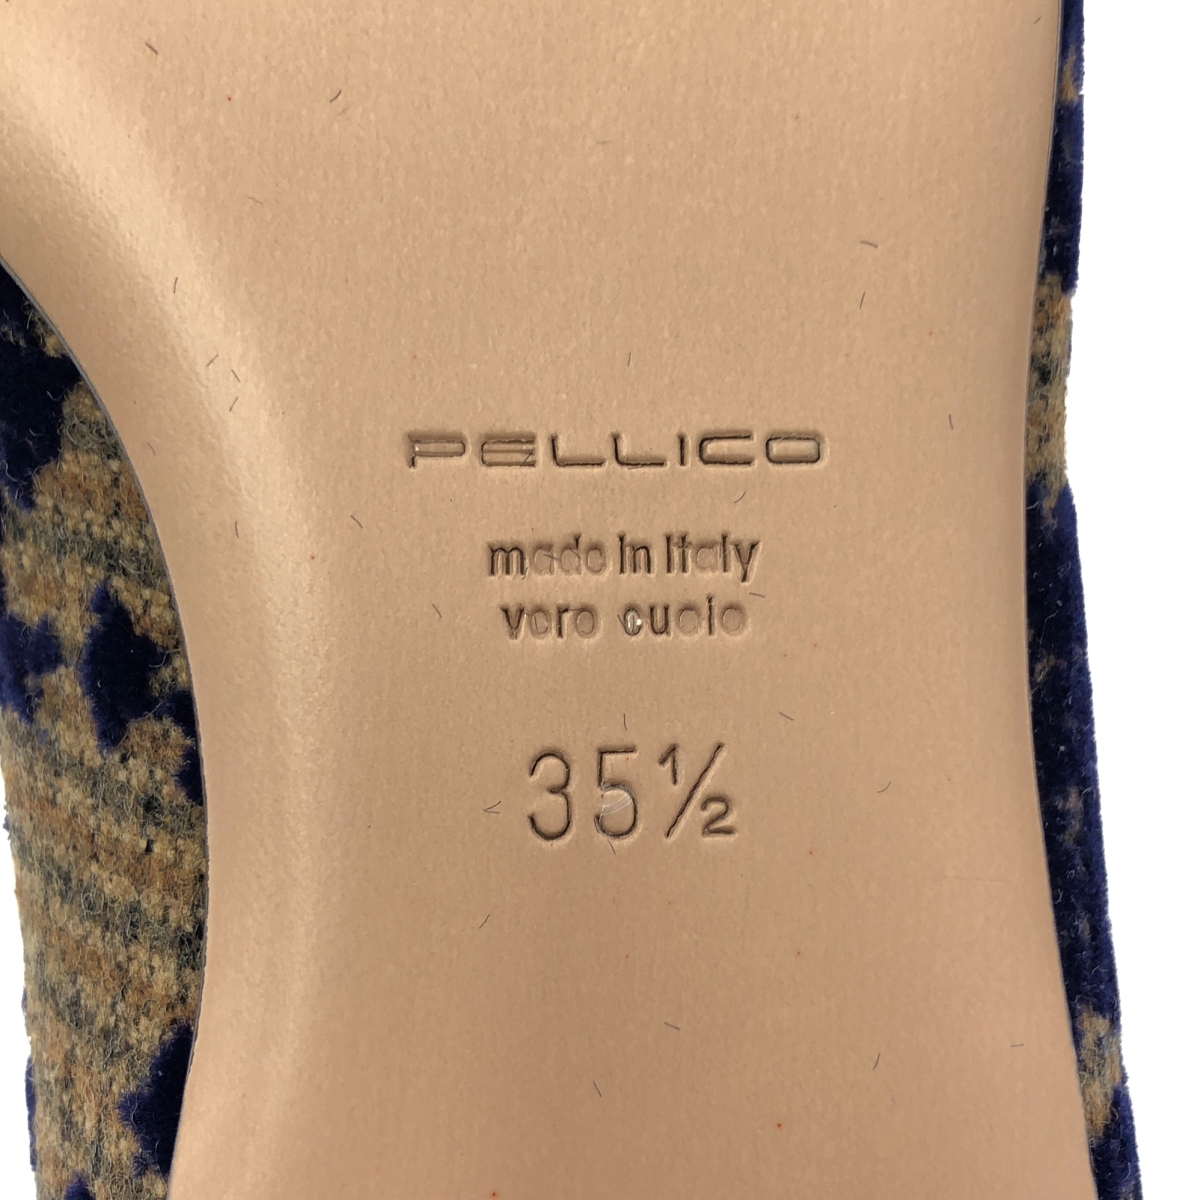 PELLICO
made in Italy
vero cuoio
35½